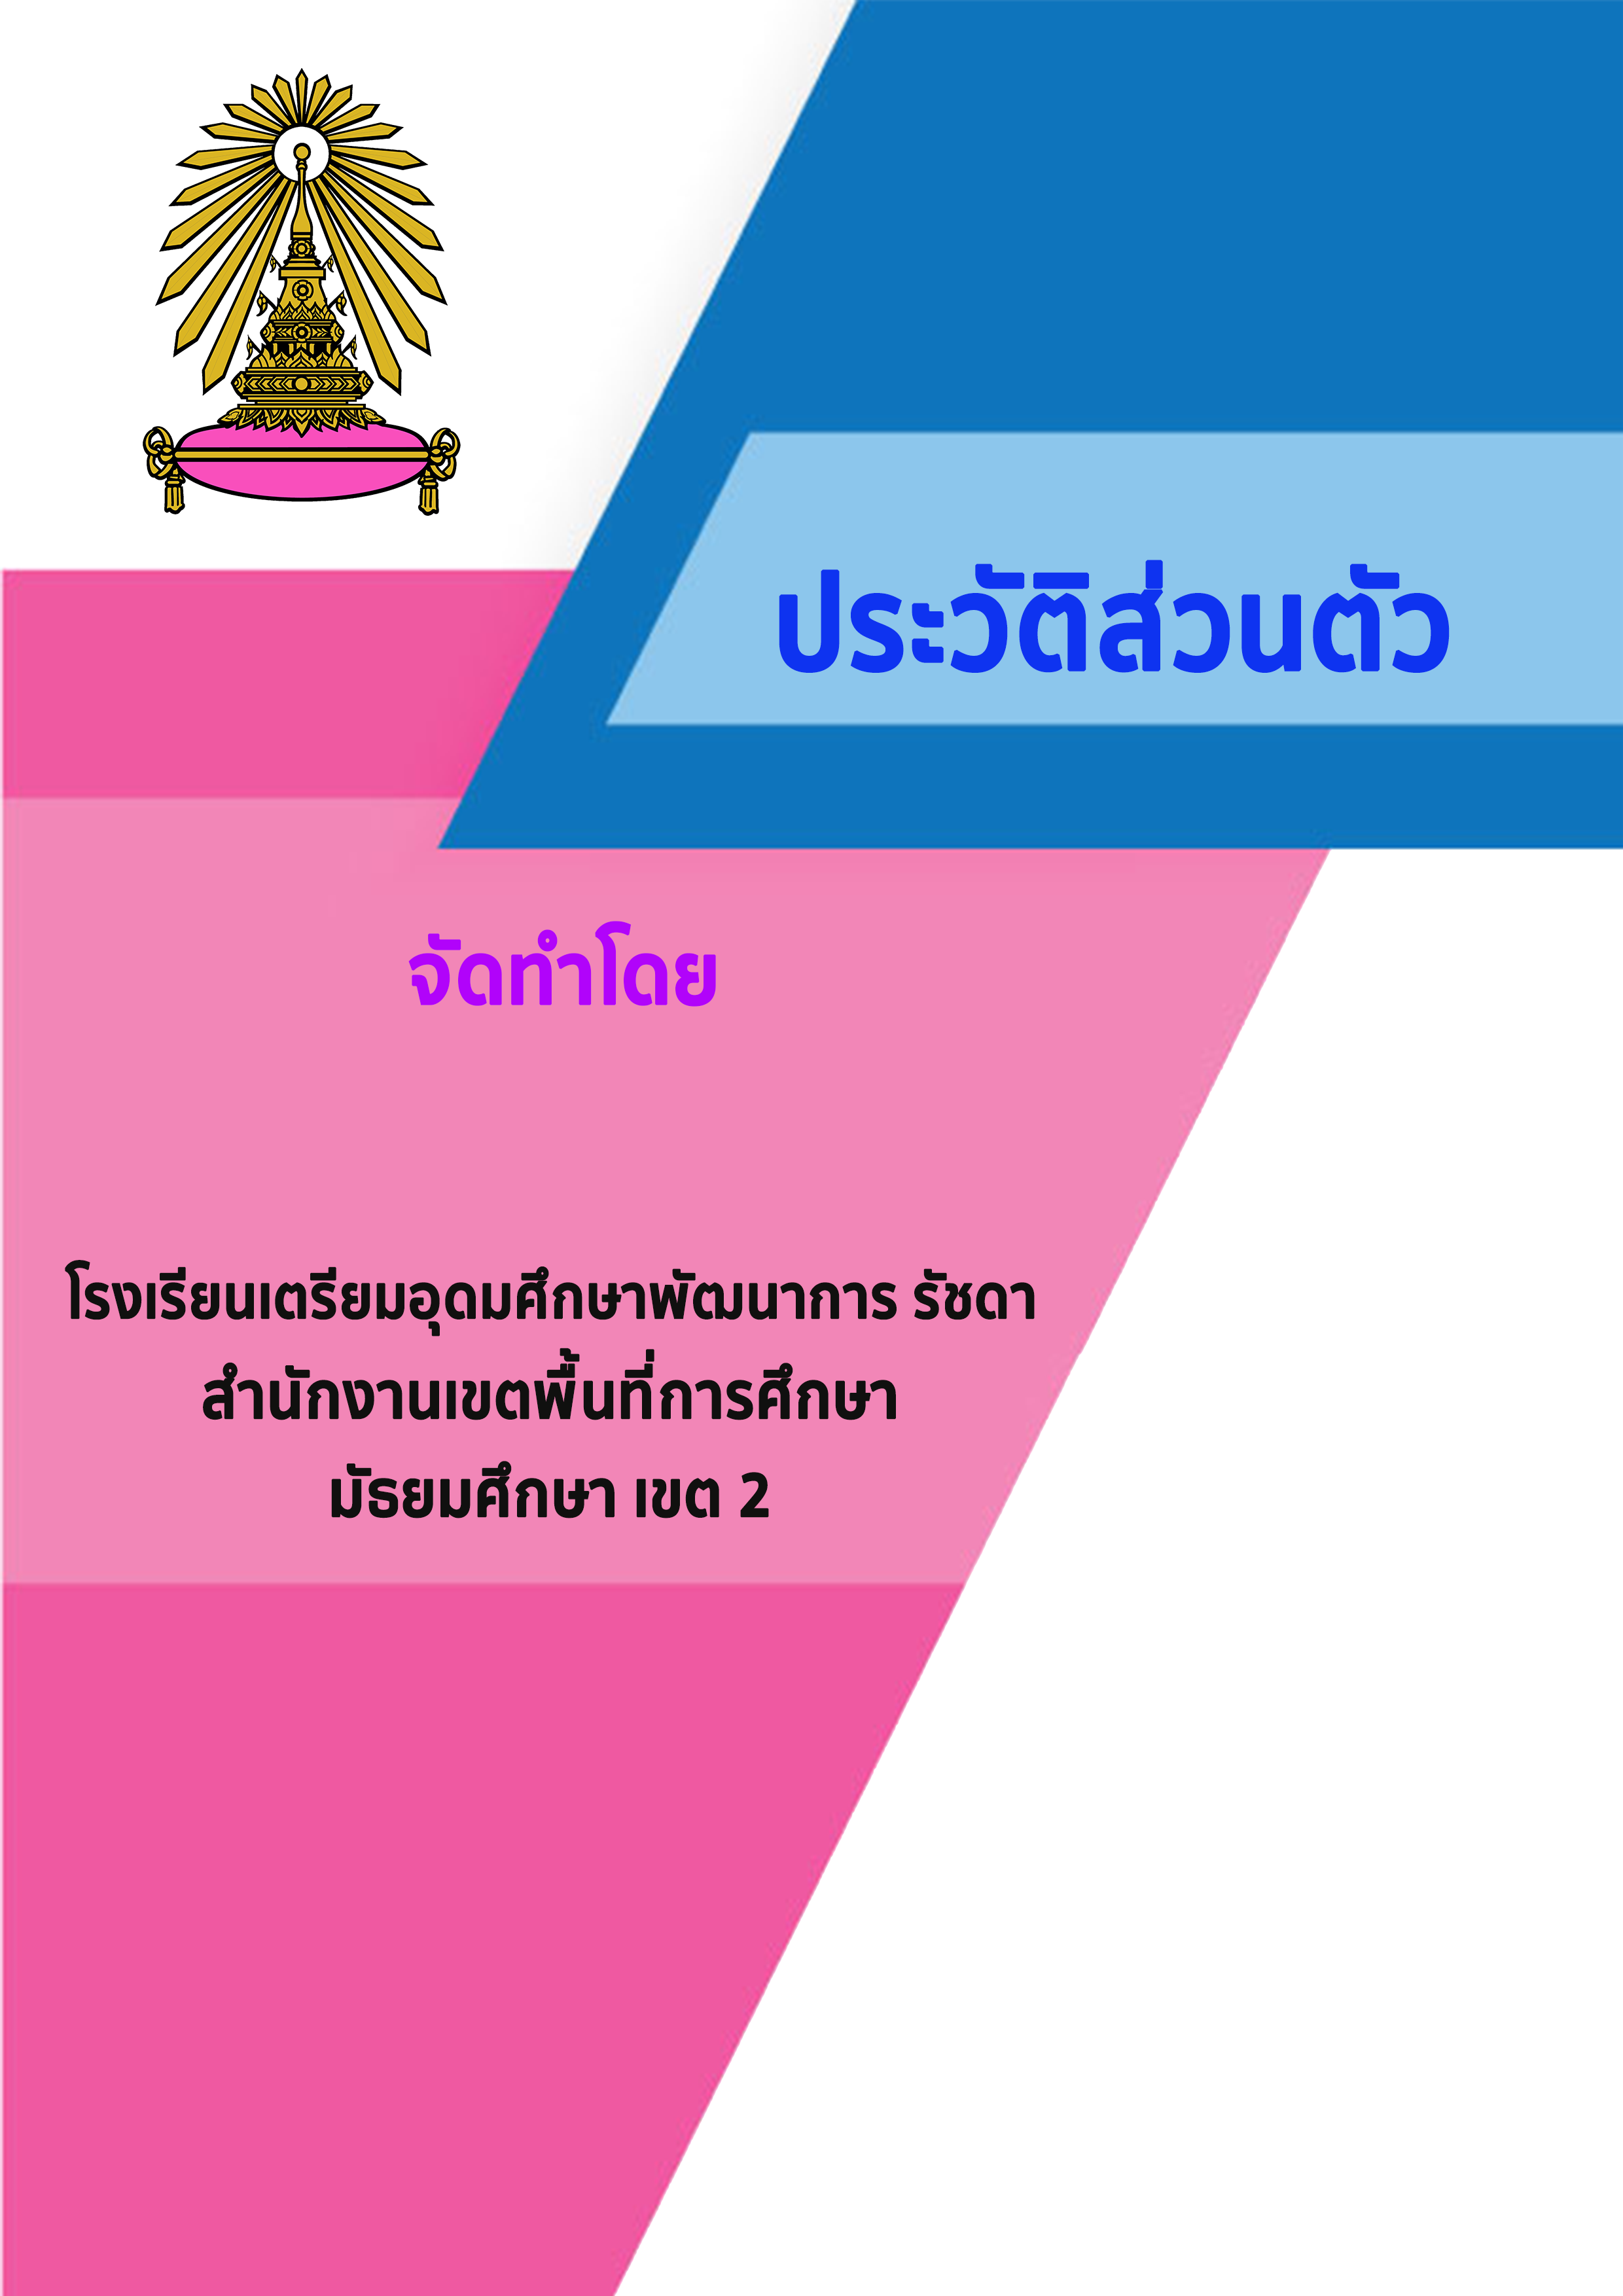 ประวัติส่วนตัว
จัดทำโดย
โรงเรียนเตรียมอุดมศึกษาพัฒนาการ รัชดา
สำนักงานเขตพื้นที่การศึกษา
มัธยมศึกษา เขต 2